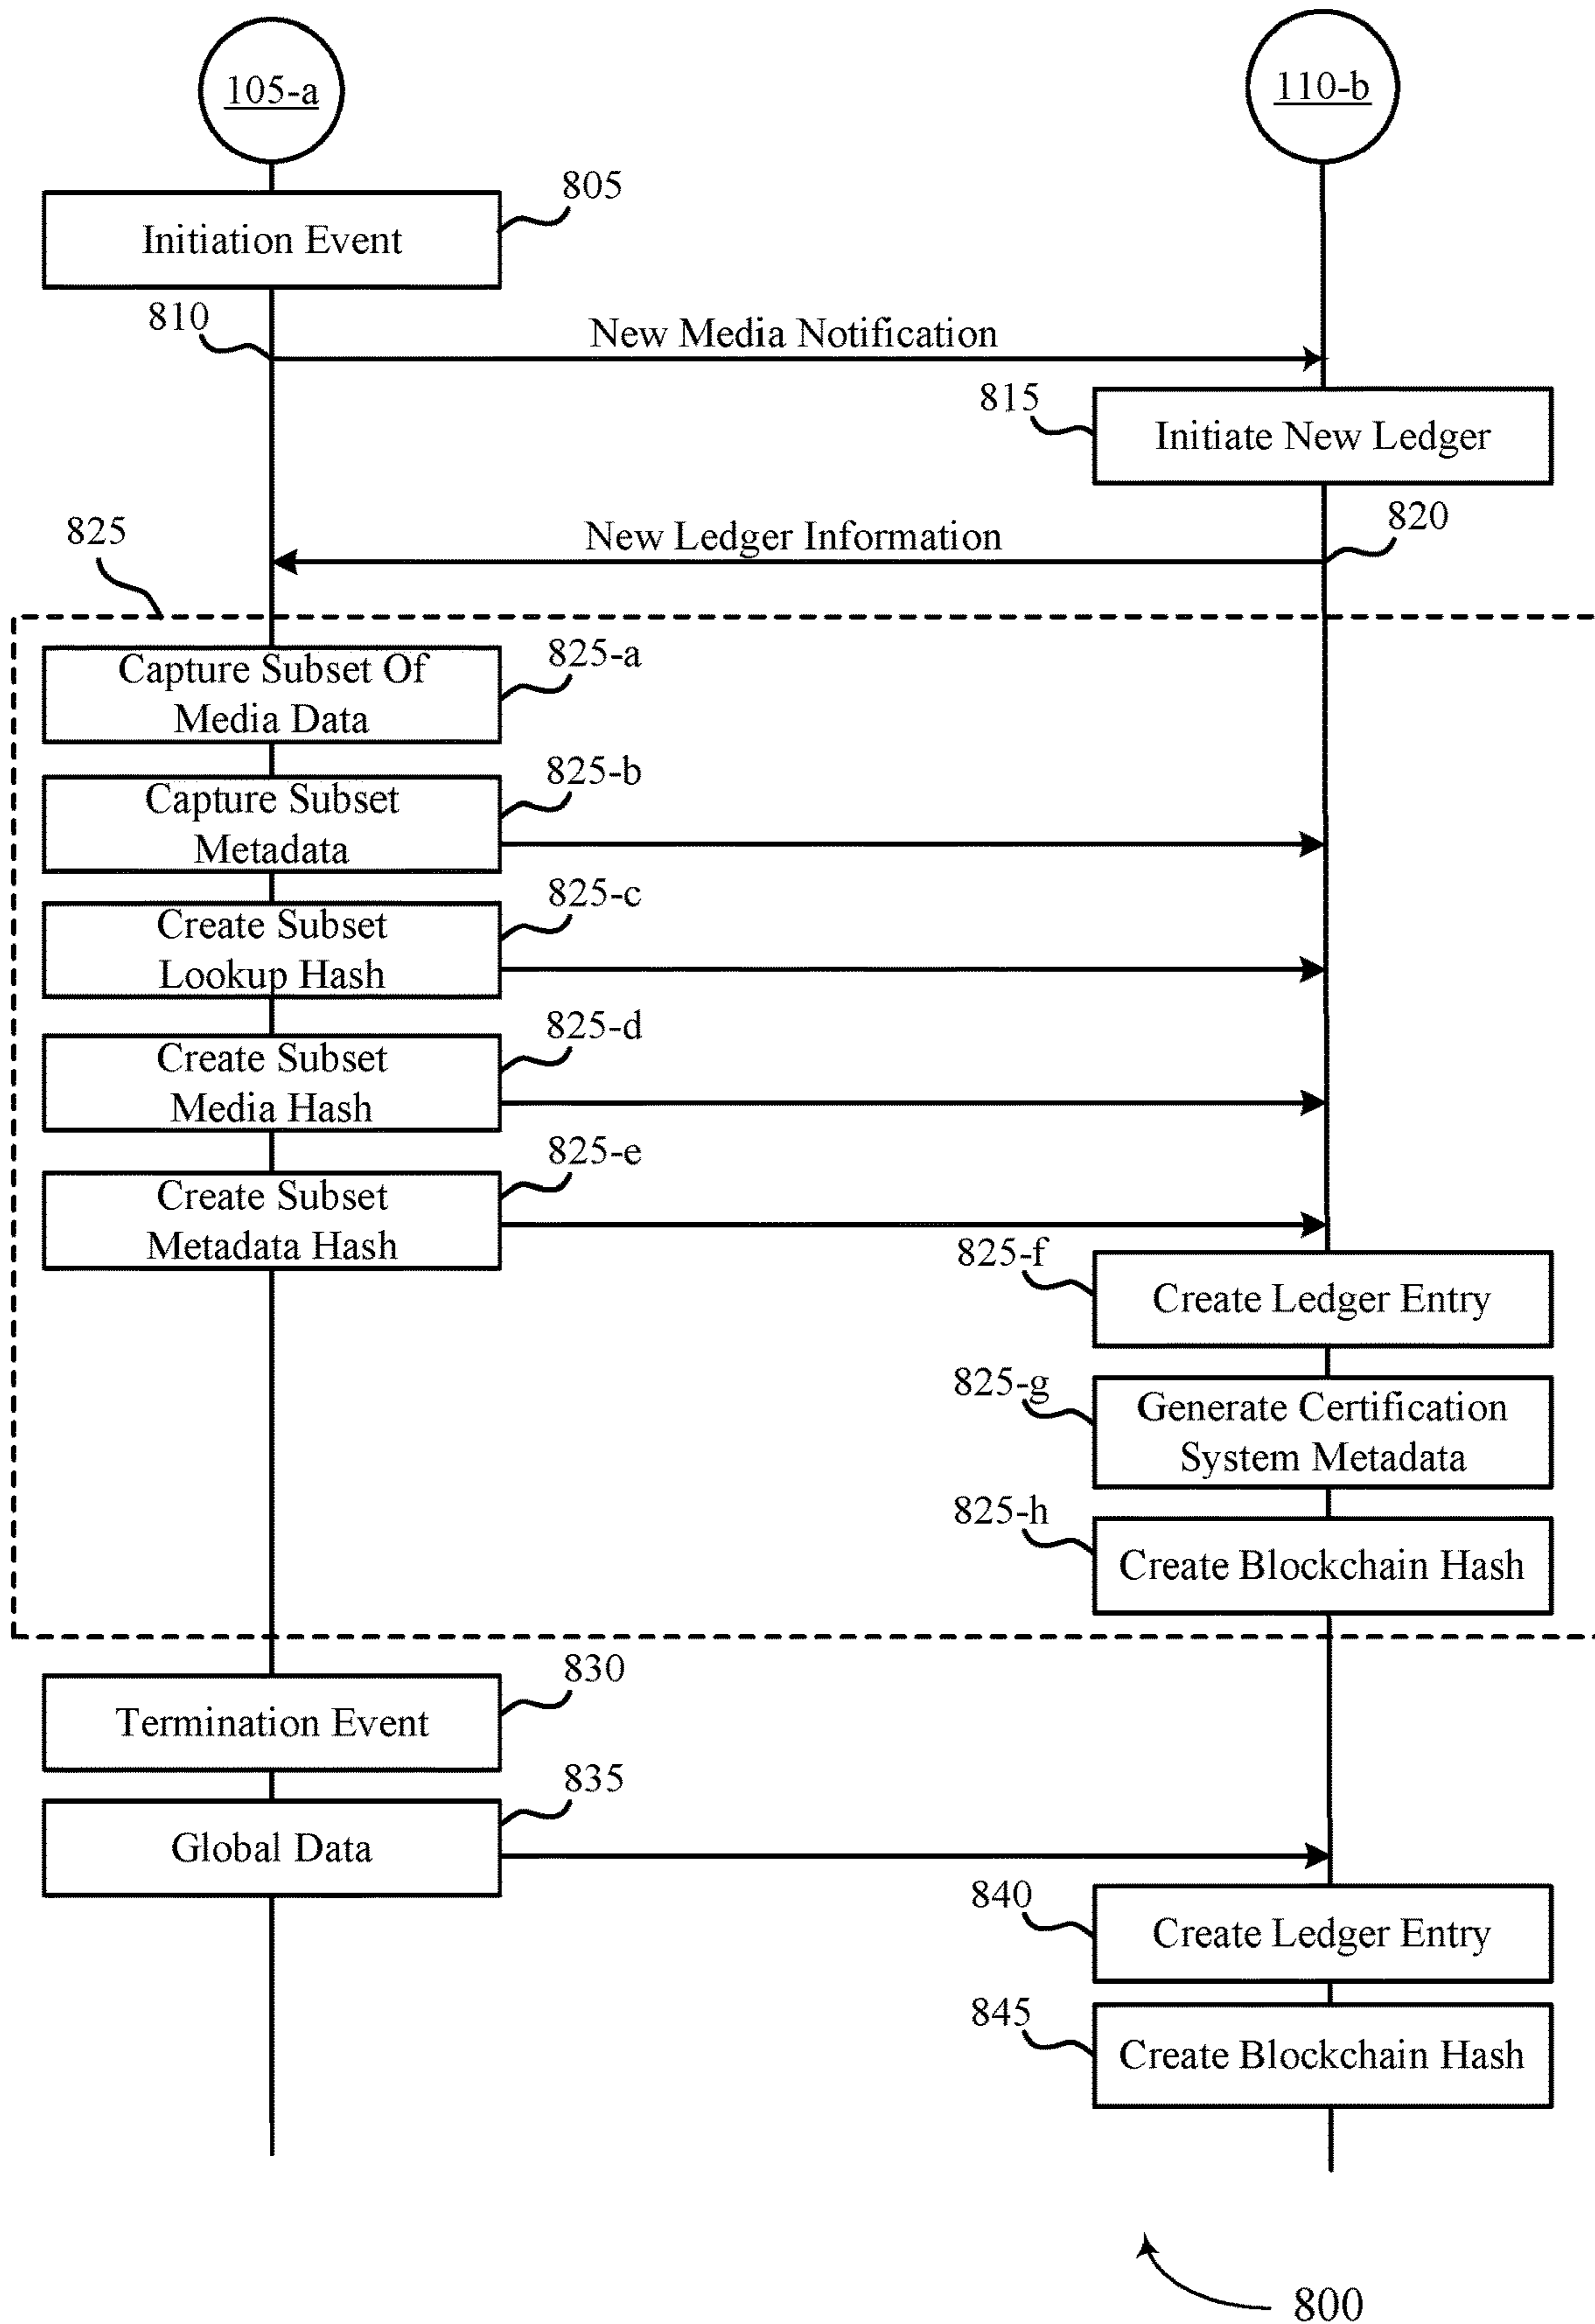 105-a
110-b
805
Initiation Event
810
New Media Notification
815
Initiate New Ledger
820
New Ledger Information
825
825-a
Capture Subset Of
Media Data
825-b
Capture Subset
Metadata
825-c
Create Subset
Lookup Hash
825-d
Create Subset
Media Hash
825-e
Create Subset
Metadata Hash
825-f
Create Ledger Entry
825-g
Generate Certification
System Metadata
825-h
Create Blockchain Hash
830
Termination Event
835
Global Data
840
Create Ledger Entry
845
Create Blockchain Hash
800